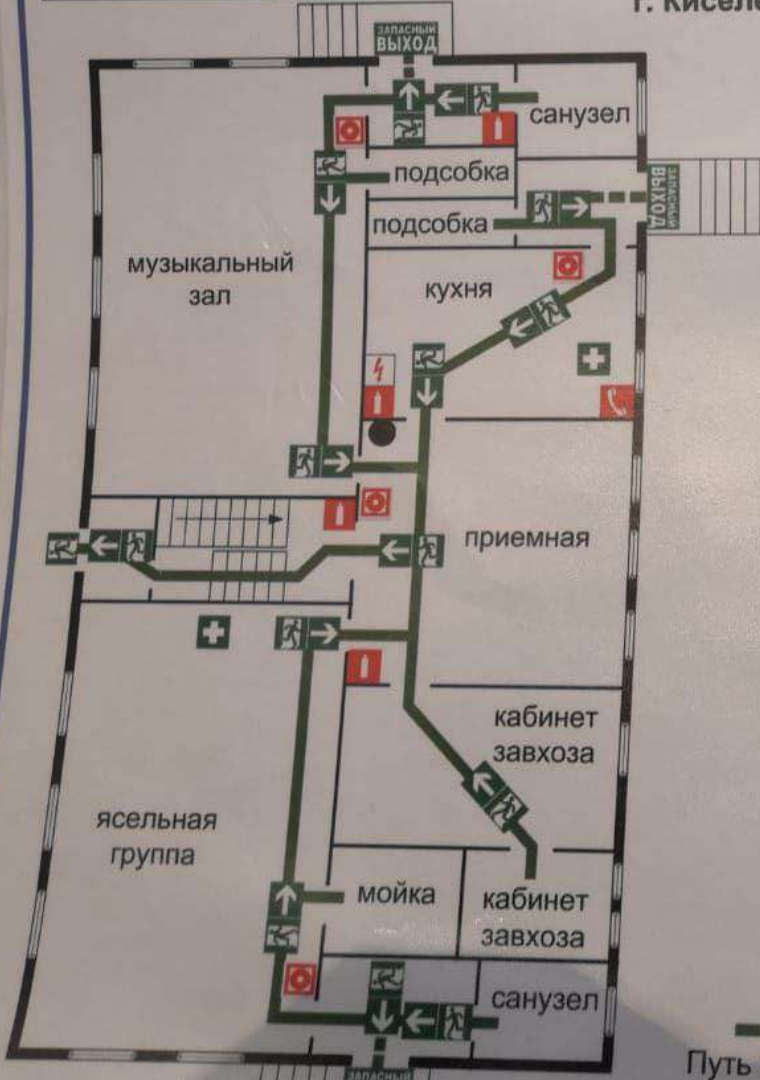 г. Киселе
ЗАПАСНЫЙ
ВЫХОД
санузел
подсобка
ЗАПАСНЫЙ
ВЫХОД
подсобка
музыкальный
зал
кухня
приемная
кабинет
завхоза
ясельная
группа
мойка
кабинет
завхоза
санузел
Путь
ЗАПАСНЫЙ